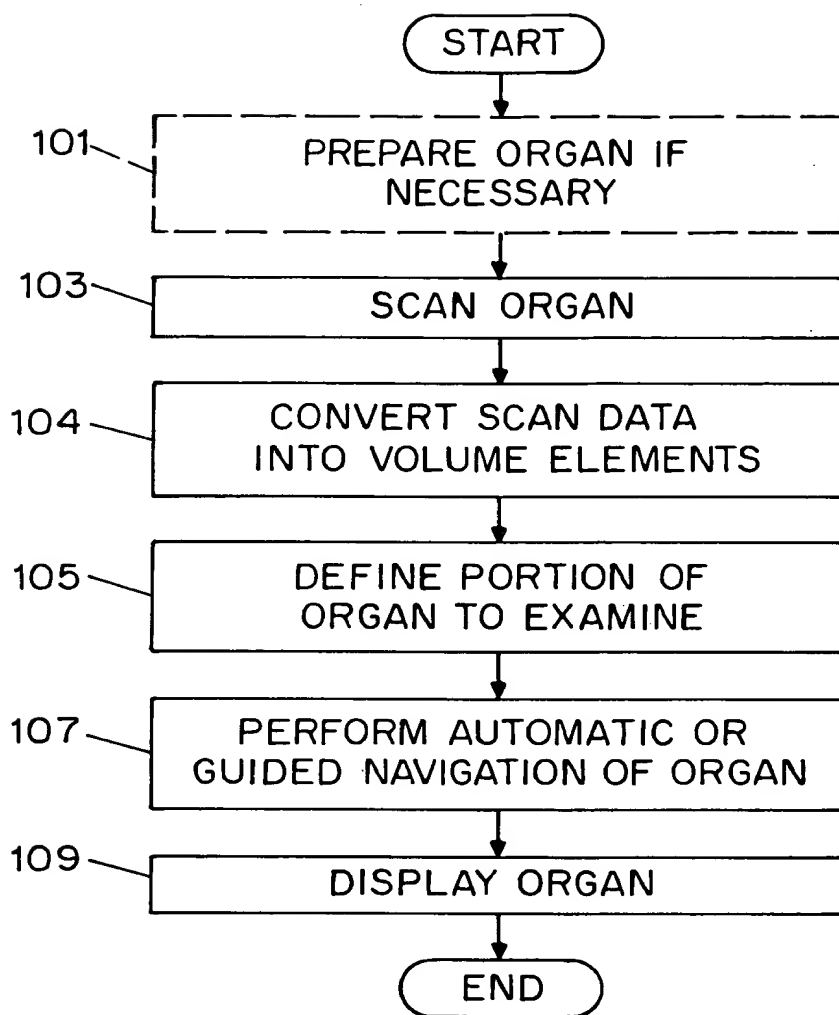 START
101
PREPARE ORGAN IF
NECESSARY
103
SCAN ORGAN
104
CONVERT SCAN DATA
INTO VOLUME ELEMENTS
105
DEFINE PORTION OF
ORGAN TO EXAMINE
107
PERFORM AUTOMATIC OR
GUIDED NAVIGATION OF ORGAN
109
DISPLAY ORGAN
END